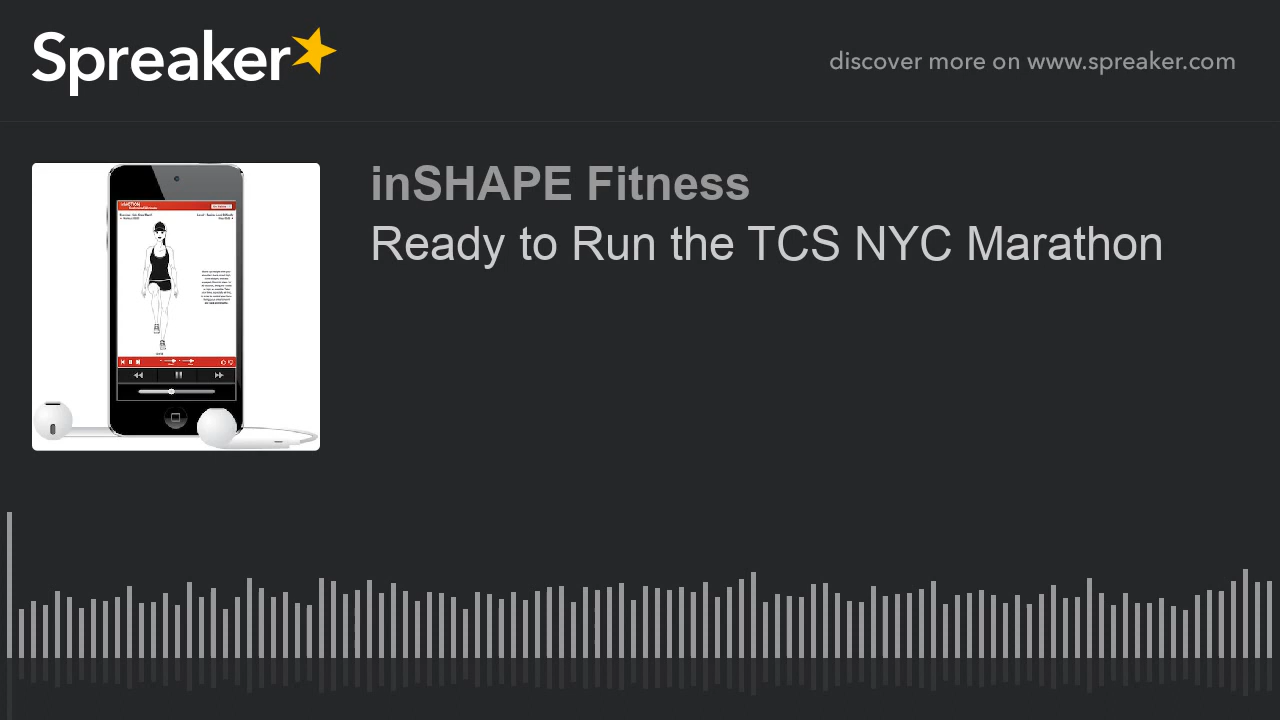 Spreaker
discover more on www.spreaker.com
inSHAPE Fitness
Ready to Run the TCS NYC Marathon